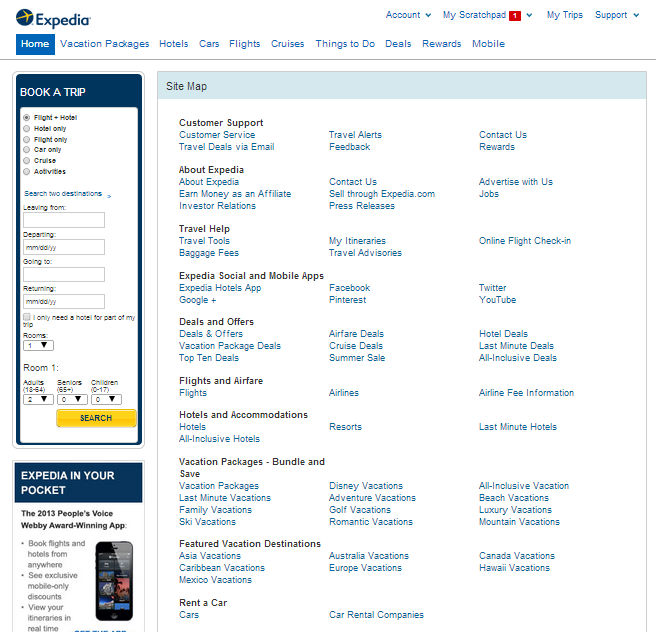 Expedia
Account My Scratchpad 1 My Trips Support
Home Vacation Packages Hotels Cars Flights Cruises Things to Do Deals Rewards Mobile
BOOK A TRIP
Flight + Hotel
Hotel only
Flight only
Car only
Cruise
Activities
Search two destinations >
Leaving from:
Departing:
mm/dd/yy
Going to:
Returning:
mm/dd/yy
I only need a hotel for part of my
trip
Rooms:
1
Room 1:
Adults Seniors Children
(18-64) (65+) (0-17)
2 0 0
SEARCH
EXPEDIA IN YOUR
POCKET
The 2013 People's Voice
Webby Award-Winning App:
• Book flights and
hotels from
anywhere
• See exclusive
mobile-only
discounts
• View your
itineraries in
real time
GET THE APP
Site Map
Customer Support
Customer Service Travel Alerts Contact Us
Travel Deals via Email Feedback Rewards
About Expedia
About Expedia Contact Us Advertise with Us
Earn Money as an Affiliate Sell through Expedia.com Jobs
Investor Relations Press Releases
Travel Help
Travel Tools My Itineraries Online Flight Check-in
Baggage Fees Travel Advisories
Expedia Social and Mobile Apps
Expedia Hotels App Facebook Twitter
Google + Pinterest YouTube
Deals and Offers
Deals & Offers Airfare Deals Hotel Deals
Vacation Package Deals Cruise Deals Last Minute Deals
Top Ten Deals Summer Sale All-Inclusive Deals
Flights and Airfare
Flights Airlines Airline Fee Information
Hotels and Accommodations
Hotels Resorts Last Minute Hotels
All-Inclusive Hotels
Vacation Packages - Bundle and
Save
Vacation Packages Disney Vacations All-Inclusive Vacation
Last Minute Vacations Adventure Vacations Beach Vacations
Family Vacations Golf Vacations Luxury Vacations
Ski Vacations Romantic Vacations Mountain Vacations
Featured Vacation Destinations
Asia Vacations Australia Vacations Canada Vacations
Caribbean Vacations Europe Vacations Hawaii Vacations
Mexico Vacations
Rent a Car
Cars Car Rental Companies